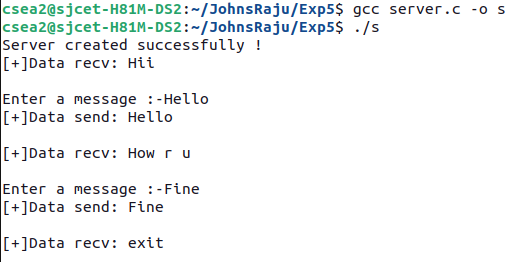 csea2@sjcet-H81M-DS2:~/JohnsRaju/Exp5$ gcc server.c -o s
csea2@sjcet-H81M-DS2:~/JohnsRaju/Exp5$ ./s
Server created successfully !
[+]Data recv: Hii
Enter a message :-Hello
[+]Data send: Hello
[+]Data recv: How r u
Enter a message :-Fine
[+]Data send: Fine
[+]Data recv: exit